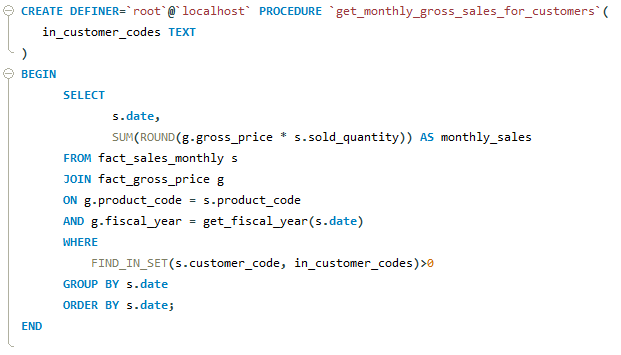 CREATE DEFINER=`root`@`localhost` PROCEDURE `get_monthly_gross_sales_for_customers`(
in_customer_codes TEXT
)
BEGIN
SELECT
s.date,
SUM(ROUND(g.gross_price * s.sold_quantity)) AS monthly_sales
FROM fact_sales_monthly s
JOIN fact_gross_price g
ON g.product_code = s.product_code
AND g.fiscal_year = get_fiscal_year(s.date)
WHERE
FIND_IN_SET(s.customer_code, in_customer_codes)>0
GROUP BY s.date
ORDER BY s.date;
END